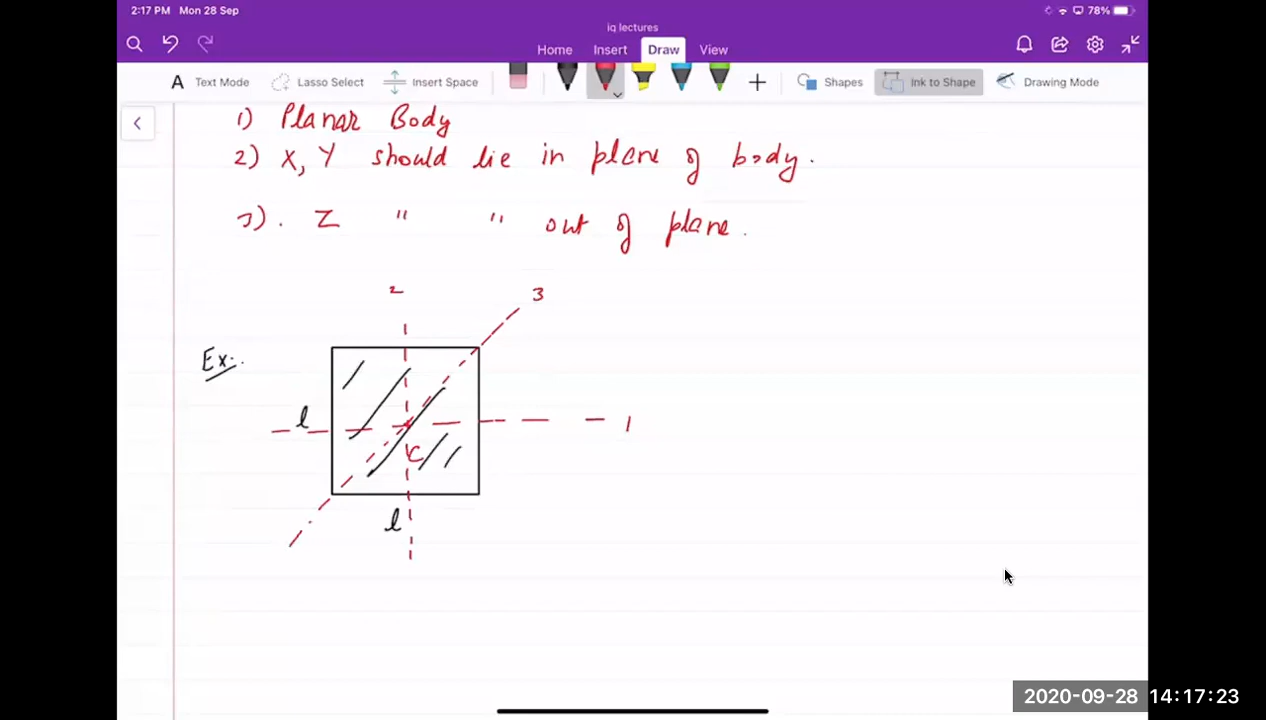 2:17 PM Mon 28 Sep
78%
iq lectures
Home Insert Draw View
A Text Mode Lasso Select Insert Space Shapes Ink to Shape Drawing Mode
1) Planar Body
2) X, Y should lie in plane of body.
3). Z " " out of plane.
2
3
Ex:-
l
1
C
l
2020-09-28 14:17:23